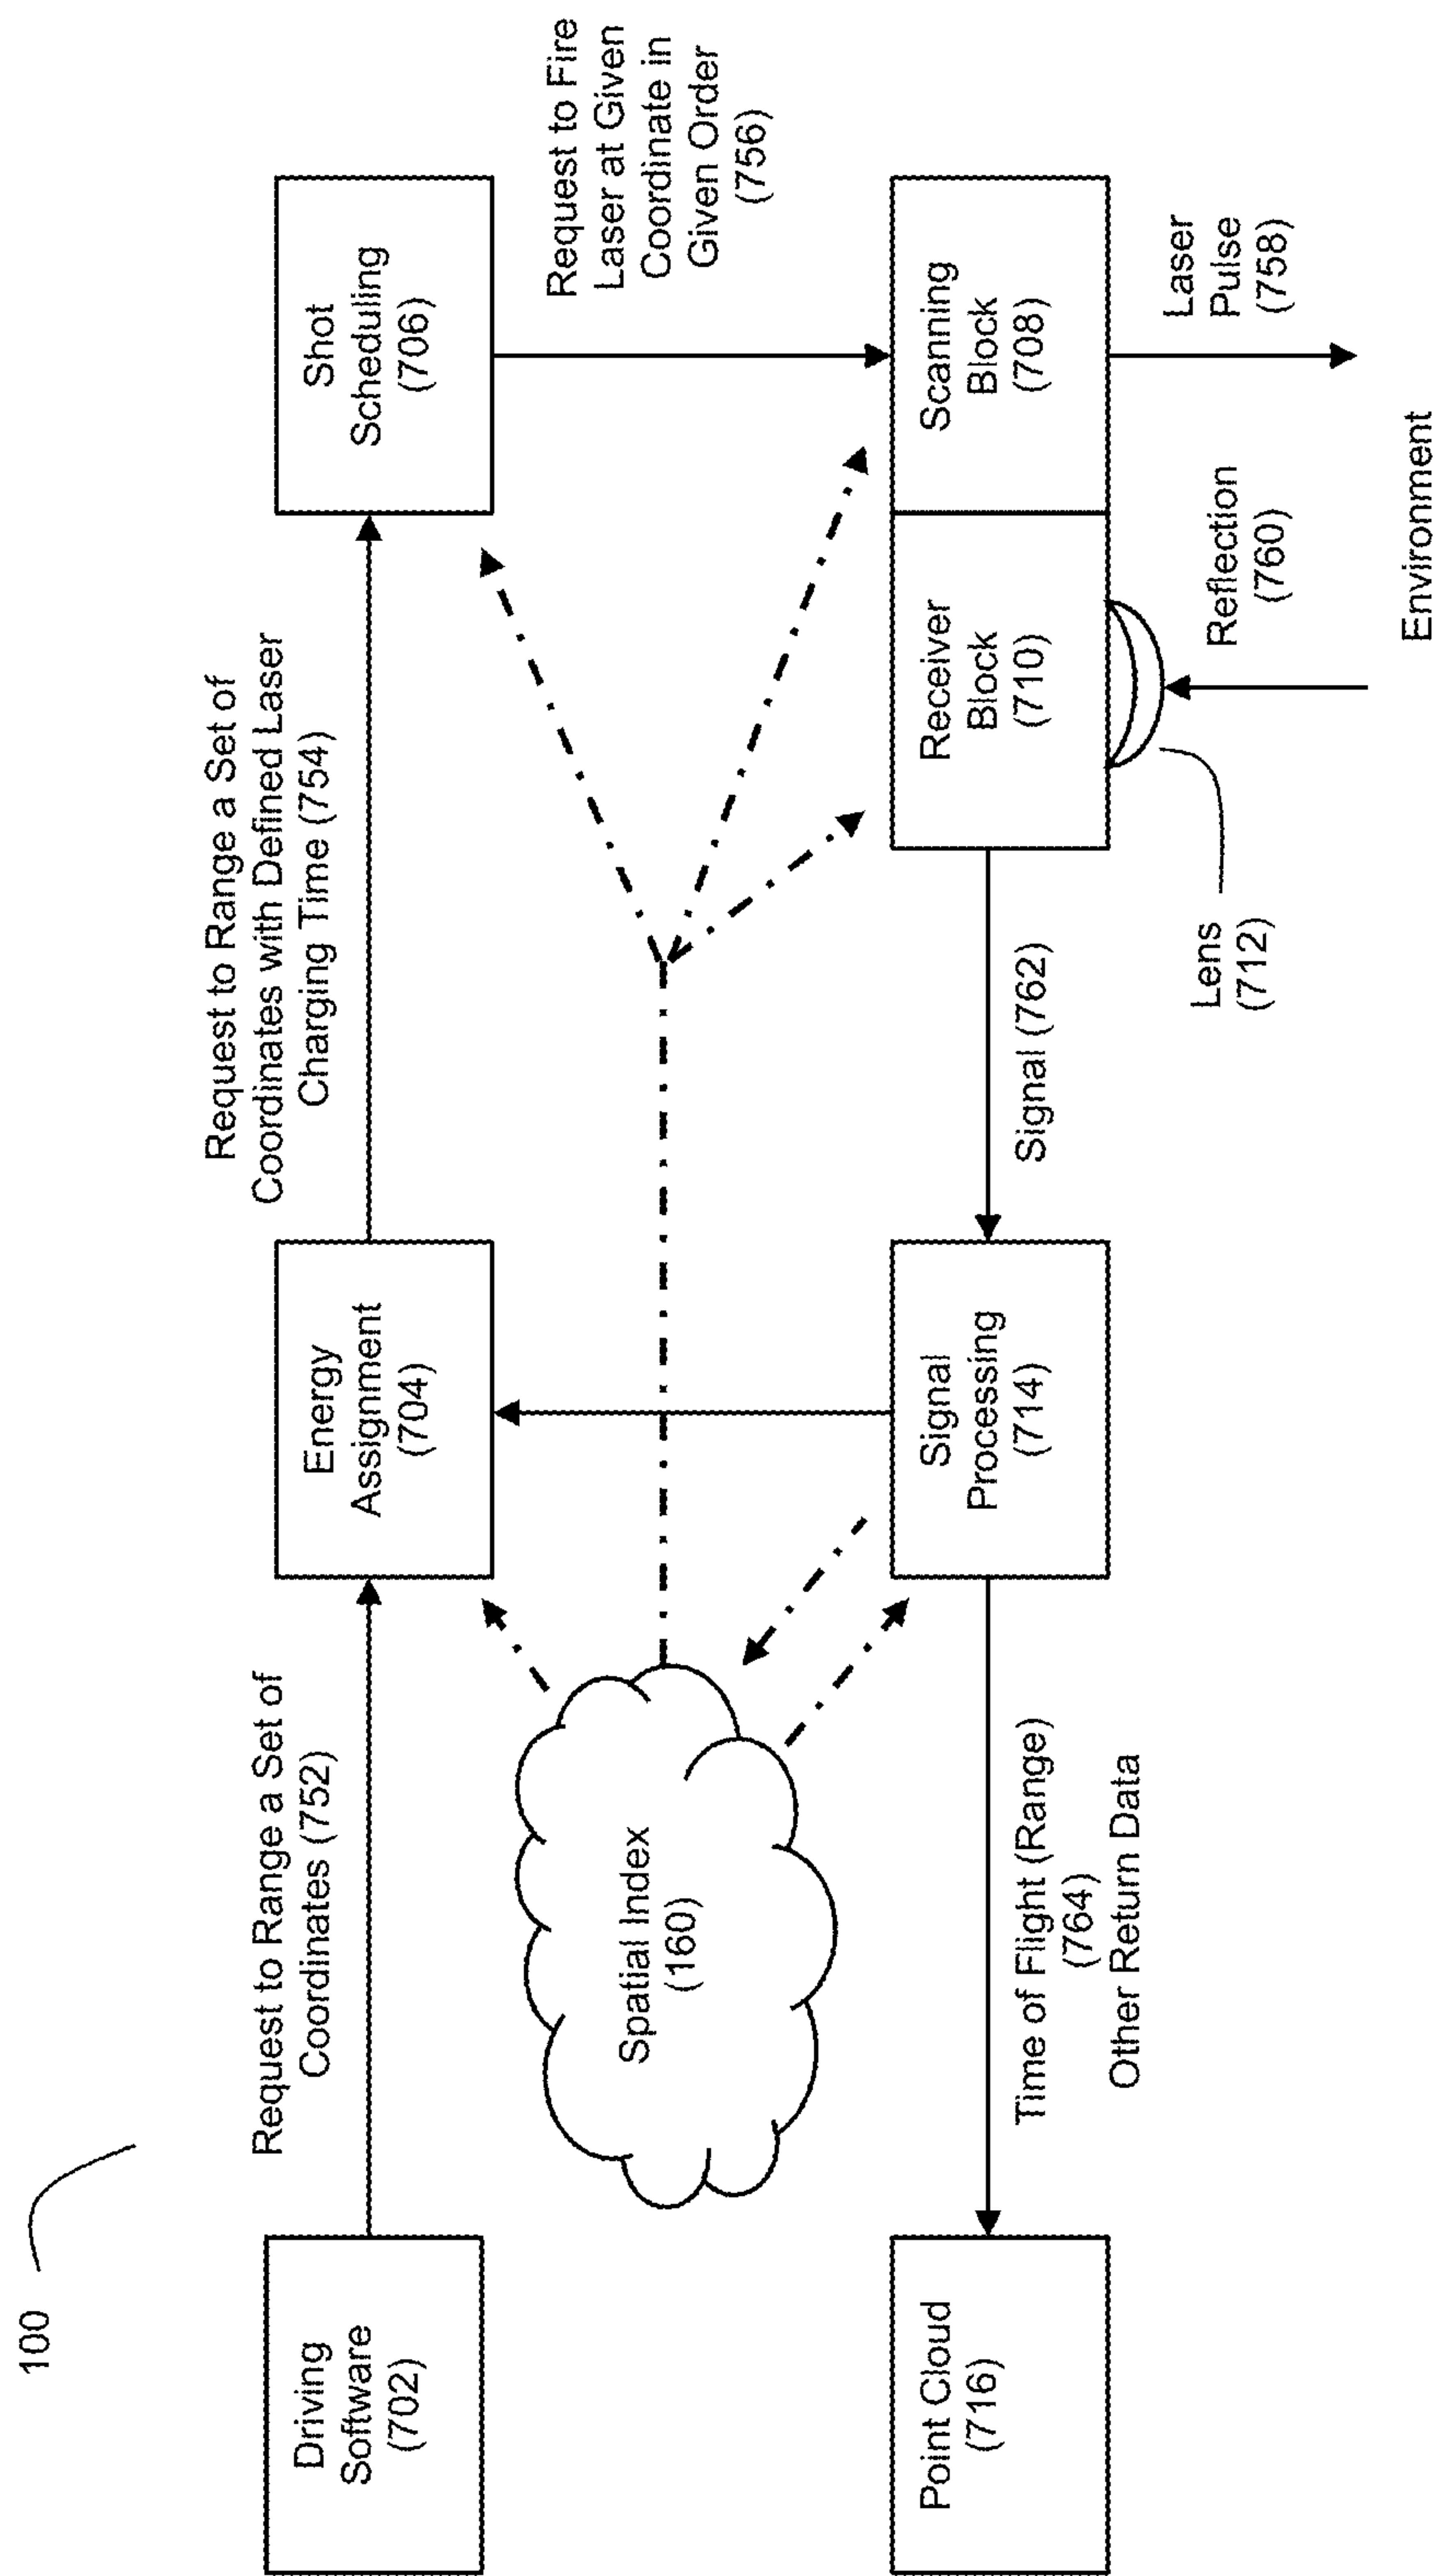 100
Driving
Software
(702)
Request to Range a Set of
Coordinates (752)
Energy
Assignment
(704)
Request to Range a Set of
Coordinates with Defined Laser
Charging Time (754)
Shot
Scheduling
(706)
Request to Fire
Laser at Given
Coordinate in
Given Order
(756)
Spatial Index
(160)
Point Cloud
(716)
Time of Flight (Range)
(764)
Other Return Data
Signal
Processing
(714)
Signal (762)
Receiver
Block
(710)
Scanning
Block
(708)
Lens
(712)
Reflection
(760)
Laser
Pulse
(758)
Environment